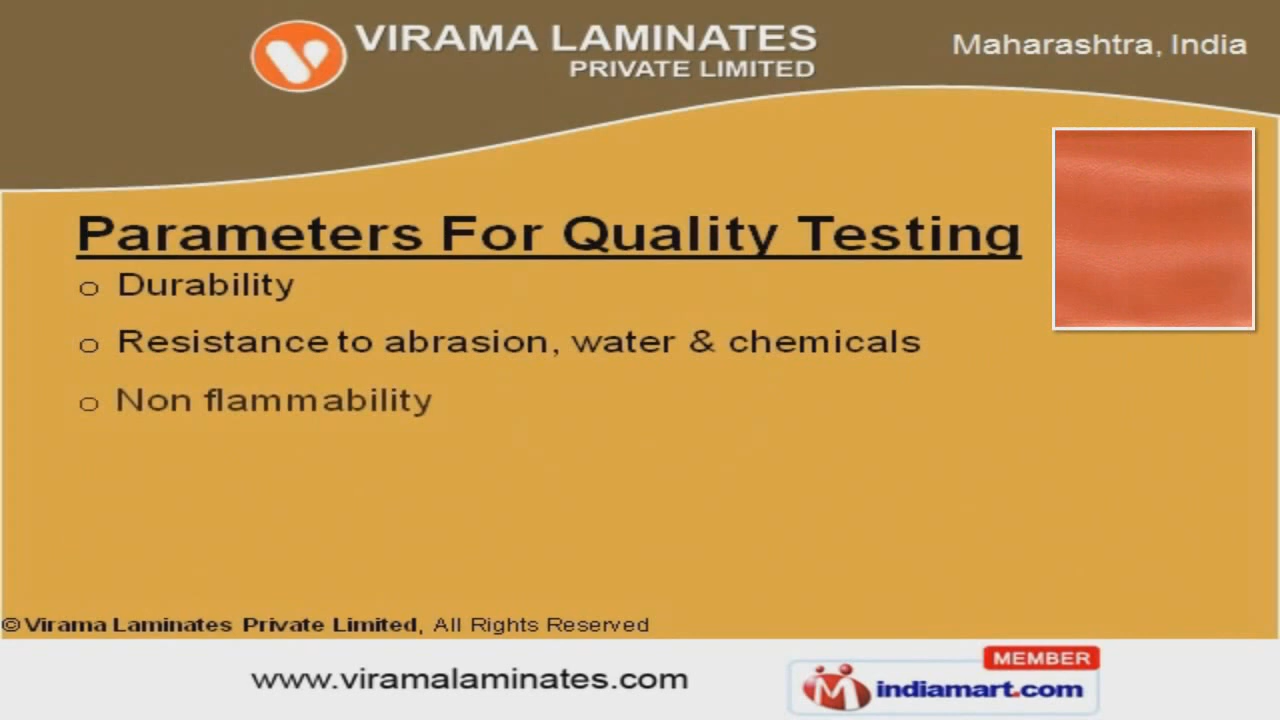 VIRAMA LAMINATES
PRIVATE LIMITED
Maharashtra, India
Parameters For Quality Testing
o Durability
o Resistance to abrasion, water & chemicals
o Non flammability
© Virama Laminates Private Limited, All Rights Reserved
www.viramalaminates.com
MEMBER
indiamart.com